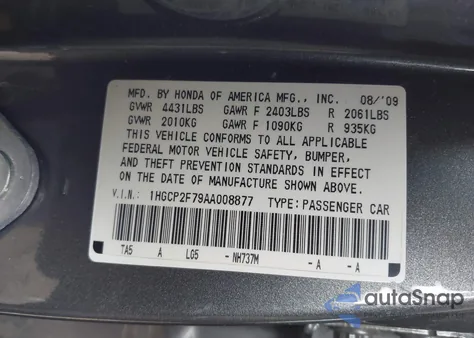 MFD. BY HONDA OF AMERICA MFG., INC. 08/'09
GVWR 4431LBS GAWR F 2403LBS R 2061LBS
GVWR 2010KG GAWR F 1090KG R 935KG
THIS VEHICLE CONFORMS TO ALL APPLICABLE
FEDERAL MOTOR VEHICLE SAFETY, BUMPER,
AND THEFT PREVENTION STANDARDS IN EFFECT
ON THE DATE OF MANUFACTURE SHOWN ABOVE.
V.I.N.: 1HGCP2F79AA008877 TYPE: PASSENGER CAR
TA5 A LG5 - NH737M - A - A
autoSnap